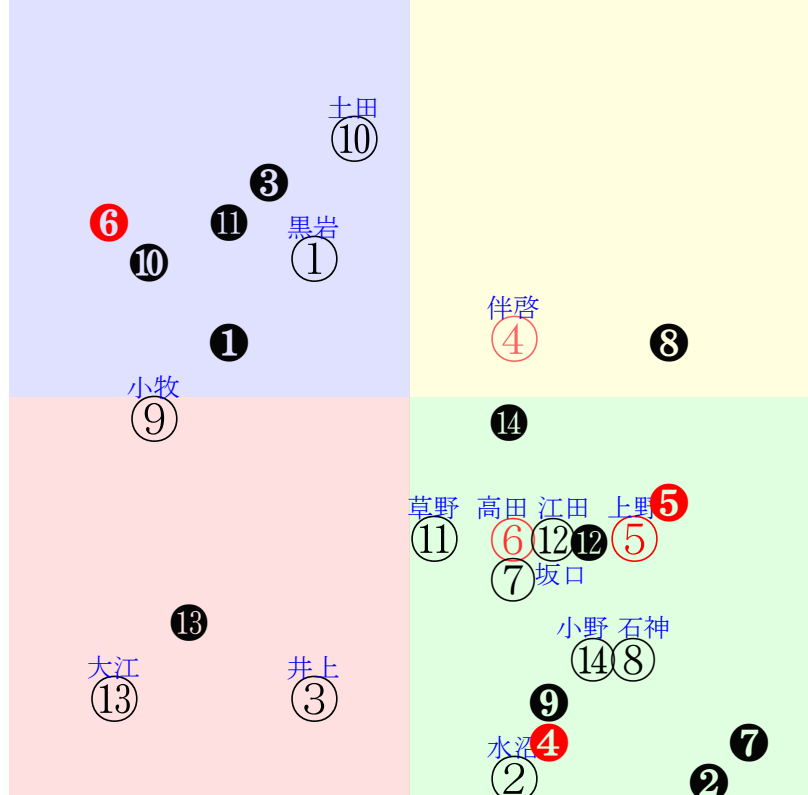 土田
⑩
❸
❻
⓫
黒岩
❿
①
伴啓
❶
④
❽
小牧
⑨
⓮
草野 高田 江田 上野 ❺
⑪ ⑥ ⑫ ⓬ ⑤
⑦ 坂口
⓭
小野 石神
⑭ ⑧
大江 井上
⑬ ③
❾
水沼 ❹ ❼
② ❷